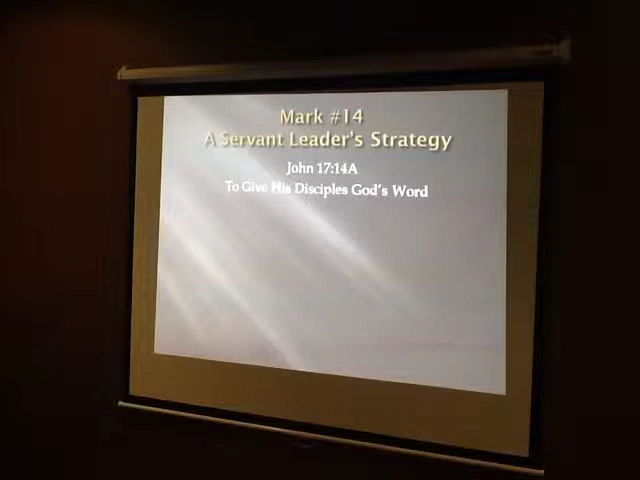 Mark #14
A Servant Leader's Strategy
John 17:14A
To Give His Disciples God's Word